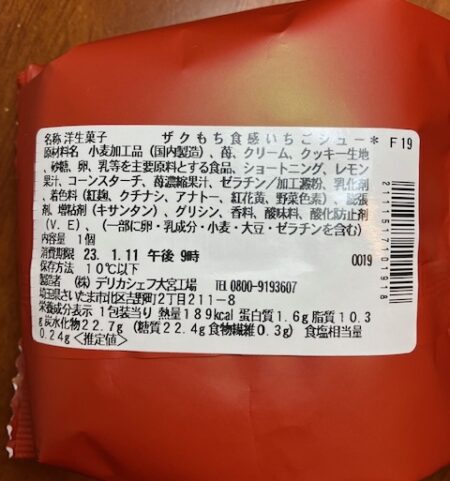 名称 洋生菓子 ザクもち食感いちごシュー* F19
原材料名 小麦加工品(国内製造)、苺、クリーム、クッキー生地
、砂糖、卵、乳等を主要原料とする食品、ショートニング、レモン
果汁、コーンスターチ、苺濃縮果汁、ゼラチン/加工澱粉、乳化剤
、着色料(紅麹、クチナシ、アナトー、紅花黄、野菜色素)、膨張
剤、増粘剤(キサンタン)、グリシン、香料、酸味料、酸化防止剤
(V.E)、(一部に卵・乳成分・小麦・大豆・ゼラチンを含む)
内容量 1個
消費期限 23. 1.11 午後 9時 0019
保存方法 10℃以下
製造者 (株)デリカシェフ大宮工場 TEL 0800-9193607
埼玉県さいたま市北区吉野町2丁目211-8
栄養成分表示 1包装当り 熱量189kcal 蛋白質1.6g 脂質10.3
g 炭水化物22.7g (糖質22.4g 食物繊維0.3g) 食塩相当量
0.24g <推定値>
2111517101918